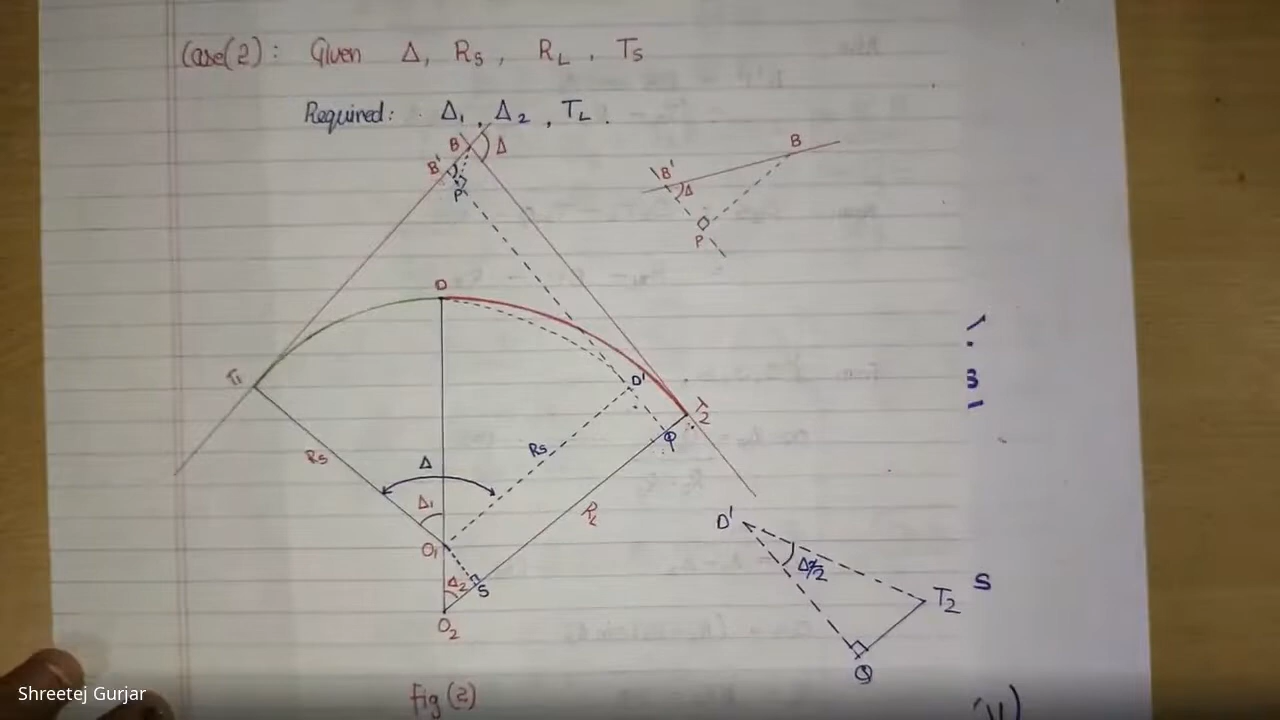 Case(2): Given Δ, RS, RL, TS
Required: Δ1, Δ2, TL.
B
Δ
B'
P
B
B'
Δ
P
D
T1
D'
T2
Q
RS
RS
Δ
Δ1
RL
O1
Δ2
S
O2
D'
Δ2/2
T2
S
Q
Shreetej Gurjar
fig(2)